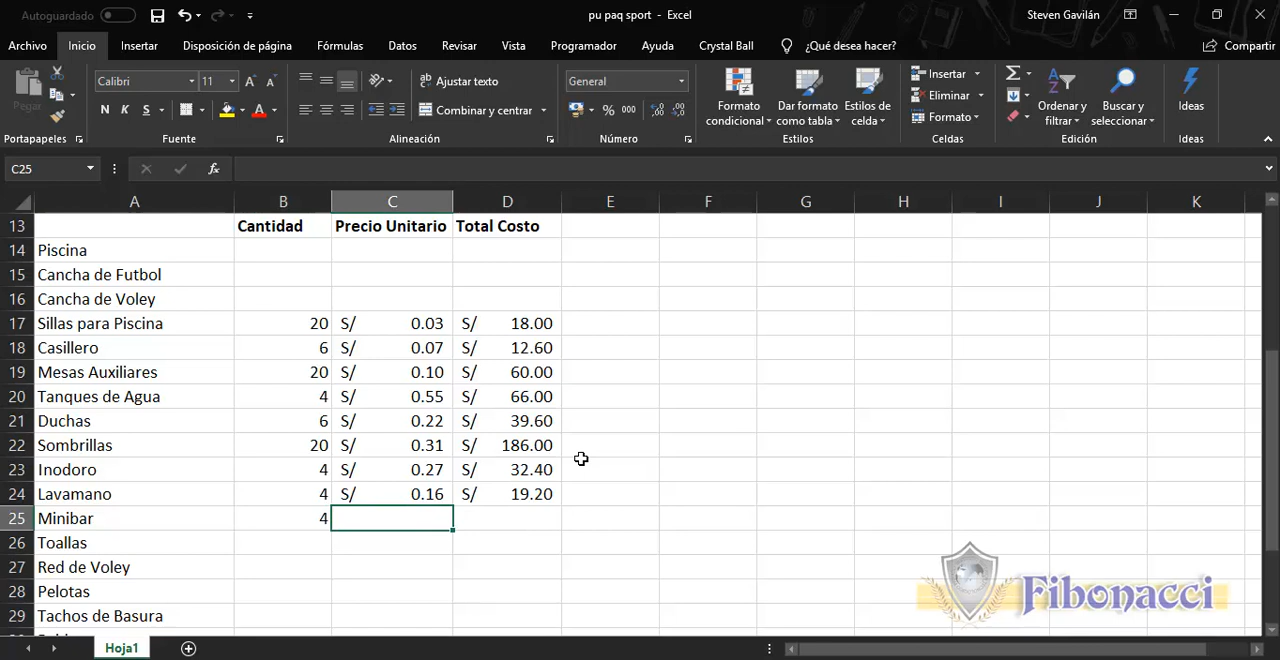 Autoguardado
pu paq sport - Excel
Steven Gavilán
Archivo Inicio Insertar Disposición de página Fórmulas Datos Revisar Vista Programador Ayuda Crystal Ball ¿Qué desea hacer? Compartir
Pegar
Calibri 11
N K S
Ajustar texto
Combinar y centrar
General
% 000
Formato condicional
Dar formato como tabla
Estilos de celda
Insertar
Eliminar
Formato
Ordenar y filtrar
Buscar y seleccionar
Ideas
Portapapeles Fuente Alineación Número Estilos Celdas Edición Ideas
C25 fx
A B C D E F G H I J K
13 Cantidad Precio Unitario Total Costo
14 Piscina
15 Cancha de Futbol
16 Cancha de Voley
17 Sillas para Piscina 20 S/ 0.03 S/ 18.00
18 Casillero 6 S/ 0.07 S/ 12.60
19 Mesas Auxiliares 20 S/ 0.10 S/ 60.00
20 Tanques de Agua 4 S/ 0.55 S/ 66.00
21 Duchas 6 S/ 0.22 S/ 39.60
22 Sombrillas 20 S/ 0.31 S/ 186.00
23 Inodoro 4 S/ 0.27 S/ 32.40
24 Lavamano 4 S/ 0.16 S/ 19.20
25 Minibar 4
26 Toallas
27 Red de Voley
28 Pelotas
29 Tachos de Basura
Fibonacci
Hoja1